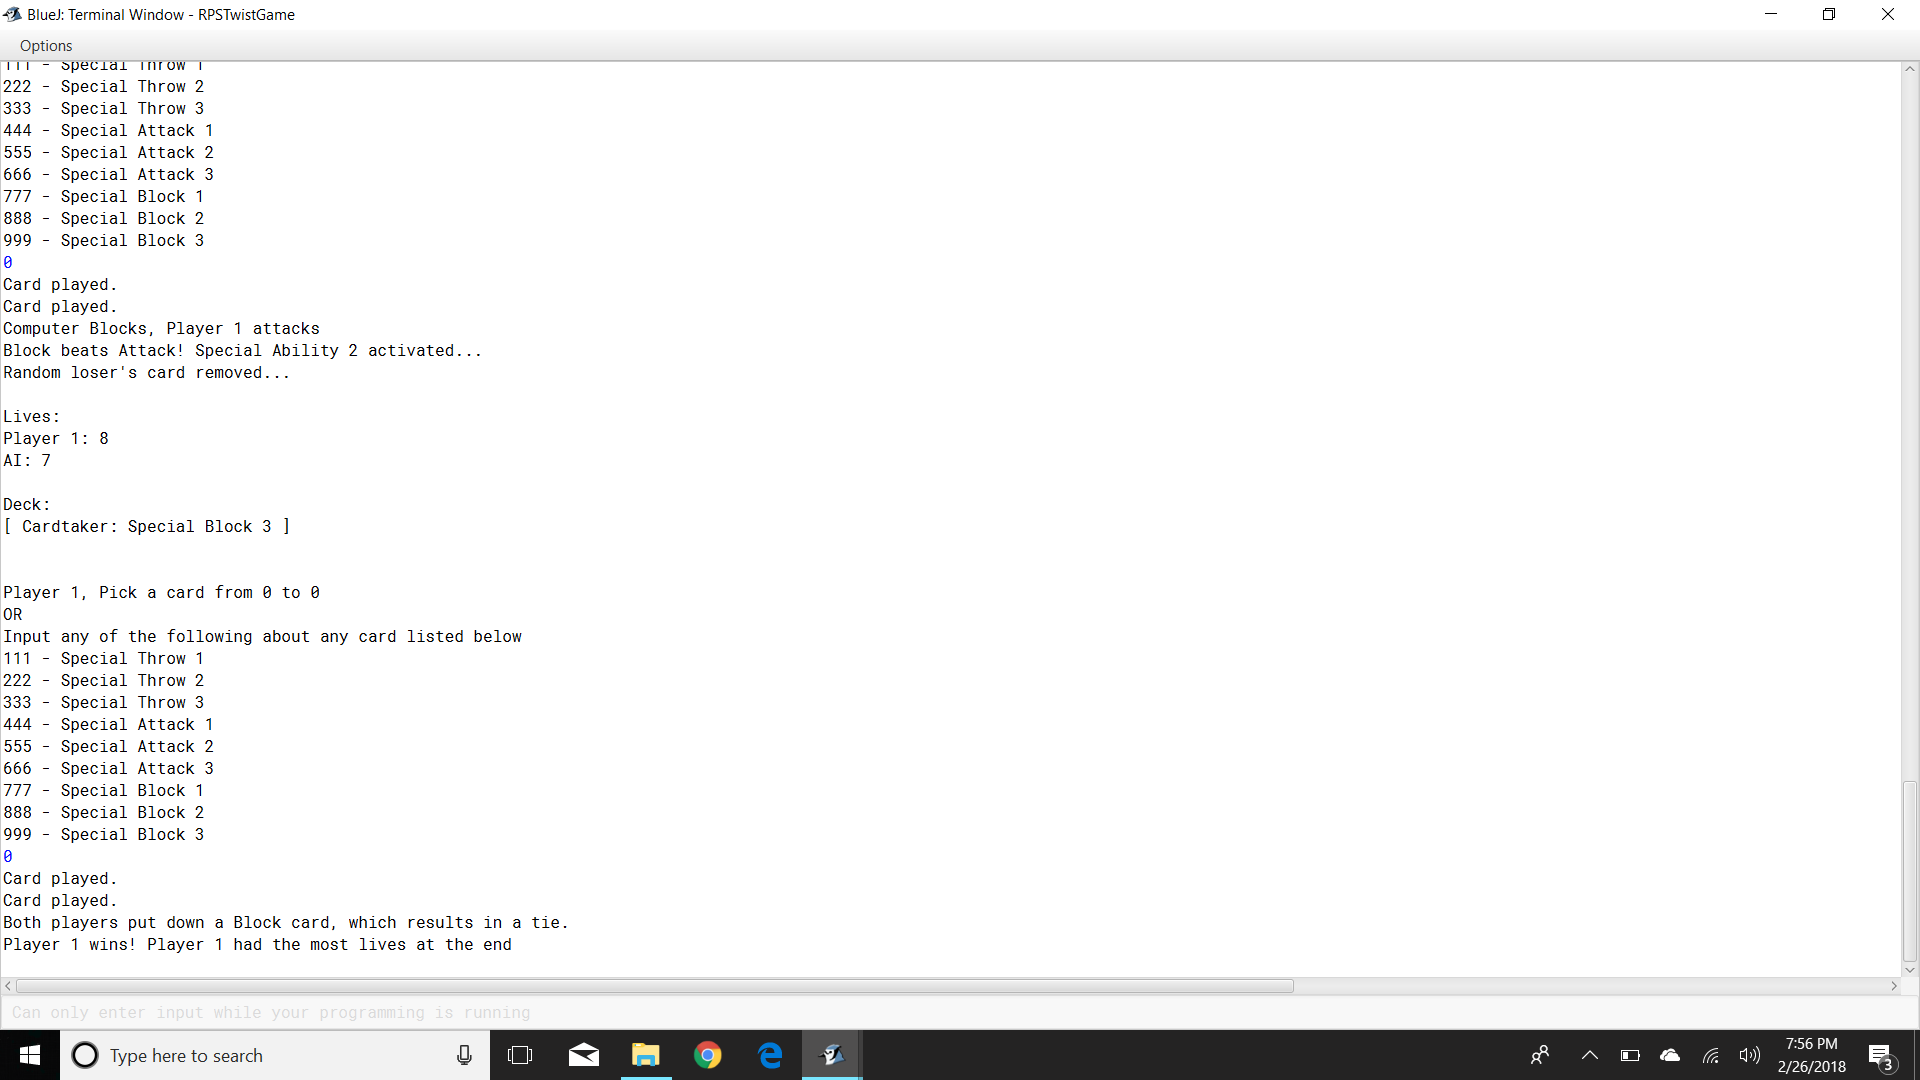 BlueJ: Terminal Window - RPSTwistGame
Options
111 - Special Throw 1
222 - Special Throw 2
333 - Special Throw 3
444 - Special Attack 1
555 - Special Attack 2
666 - Special Attack 3
777 - Special Block 1
888 - Special Block 2
999 - Special Block 3
0
Card played.
Card played.
Computer Blocks, Player 1 attacks
Block beats Attack! Special Ability 2 activated...
Random loser's card removed...
Lives:
Player 1: 8
AI: 7
Deck:
[ Cardtaker: Special Block 3 ]
Player 1, Pick a card from 0 to 0
OR
Input any of the following about any card listed below
111 - Special Throw 1
222 - Special Throw 2
333 - Special Throw 3
444 - Special Attack 1
555 - Special Attack 2
666 - Special Attack 3
777 - Special Block 1
888 - Special Block 2
999 - Special Block 3
0
Card played.
Card played.
Both players put down a Block card, which results in a tie.
Player 1 wins! Player 1 had the most lives at the end
Can only enter input while your programming is running
Type here to search
7:56 PM
2/26/2018
3